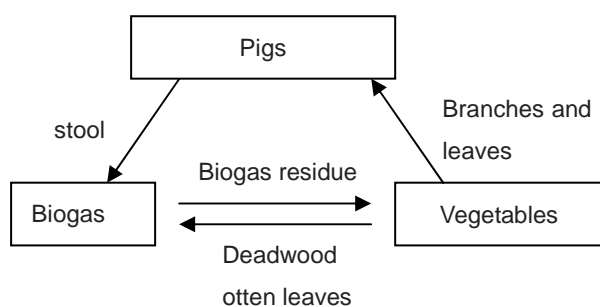 Pigs
stool
Branches and
leaves
Biogas
Biogas residue
Vegetables
Deadwood
otten leaves